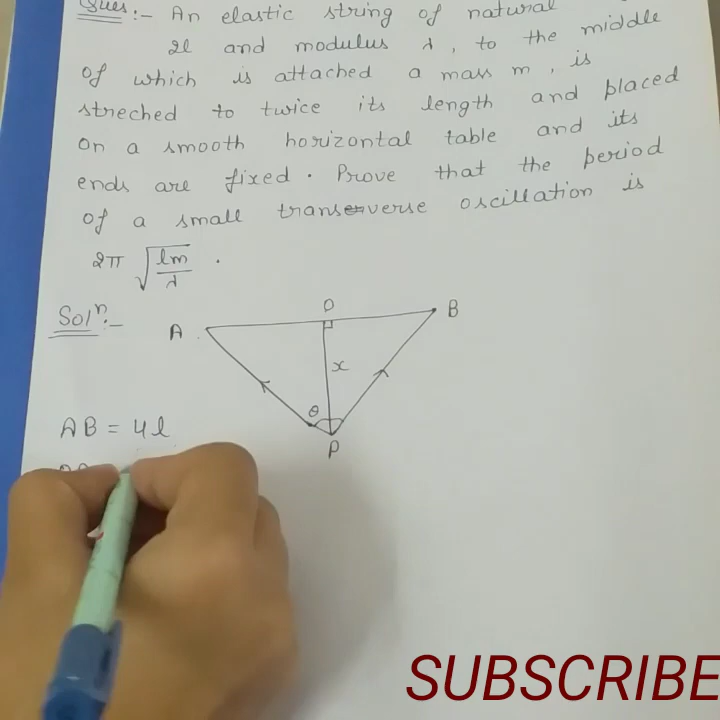 Ques:- An elastic string of natural
2l and modulus λ, to the middle
of which is attached a mass m, is
streched to twice its length and placed
on a smooth horizontal table and its
ends are fixed. Prove that the period
of a small transverse oscillation is
2π √(lm/λ) .
Solⁿ:-
A O B
x
θ
P
AB = 4l
SUBSCRIBE